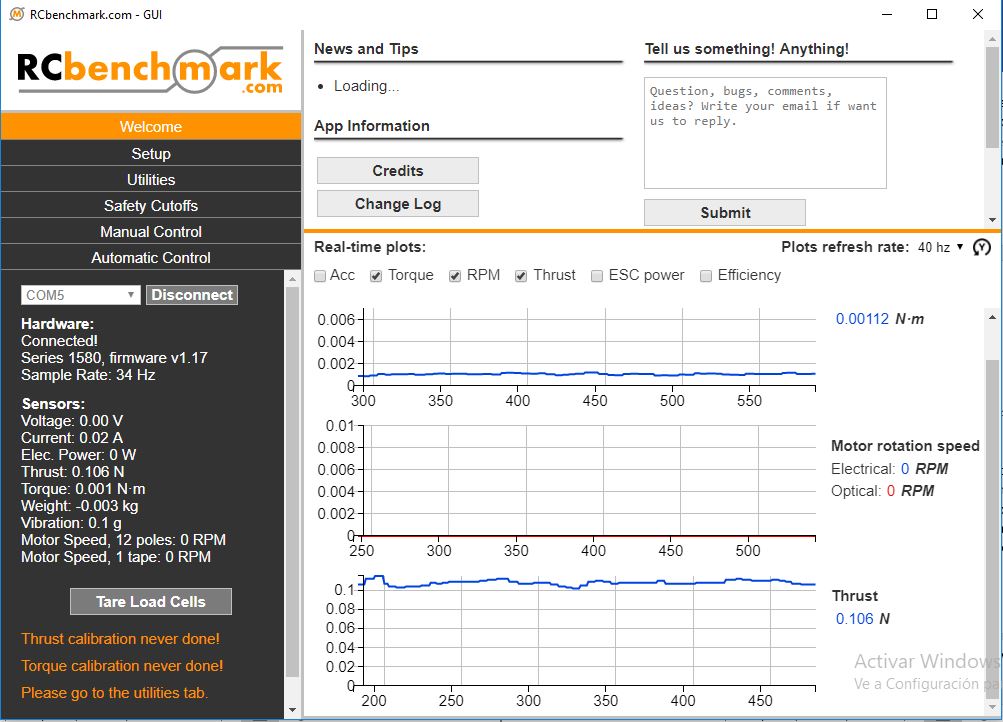 RCbenchmark.com - GUI
RCbenchmark
.com
Welcome
Setup
Utilities
Safety Cutoffs
Manual Control
Automatic Control
COM5
Disconnect
Hardware:
Connected!
Series 1580, firmware v1.17
Sample Rate: 34 Hz
Sensors:
Voltage: 0.00 V
Current: 0.02 A
Elec. Power: 0 W
Thrust: 0.106 N
Torque: 0.001 N·m
Weight: -0.003 kg
Vibration: 0.1 g
Motor Speed, 12 poles: 0 RPM
Motor Speed, 1 tape: 0 RPM
Tare Load Cells
Thrust calibration never done!
Torque calibration never done!
Please go to the utilities tab.
News and Tips
Loading...
App Information
Credits
Change Log
Tell us something! Anything!
Question, bugs, comments,
ideas? Write your email if want
us to reply.
Submit
Real-time plots:
Plots refresh rate: 40 hz
Acc Torque RPM Thrust ESC power Efficiency
0.006
0.004
0.002
0
300 350 400 450 500 550
0.00112 N·m
0.01
0.008
0.006
0.004
0.002
0
250 300 350 400 450 500
Motor rotation speed
Electrical: 0 RPM
Optical: 0 RPM
0.1
0.08
0.06
0.04
0.02
0
200 250 300 350 400 450
Thrust
0.106 N
Activar Windows
Ve a Configuración pa